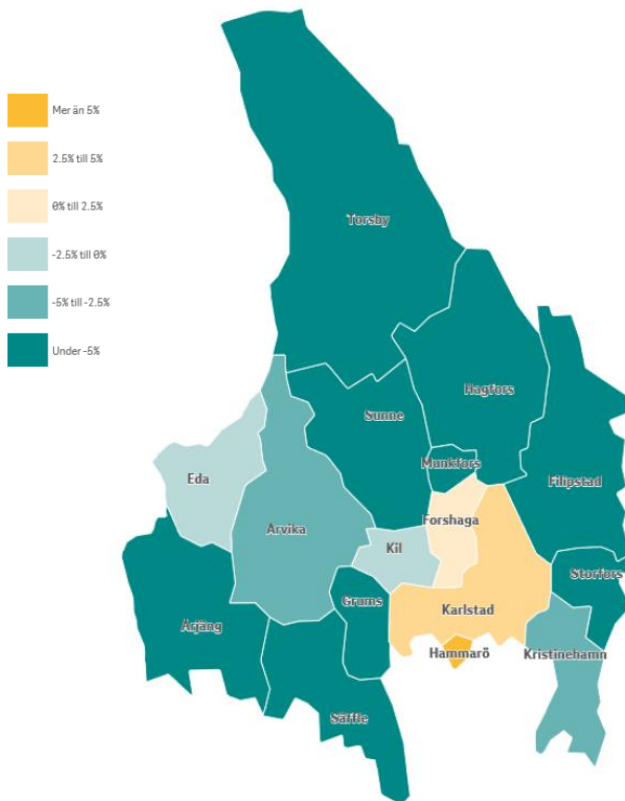 Mer än 5%
2.5% till 5%
0% till 2.5%
-2.5% till 0%
-5% till -2.5%
Under -5%
Torsby
Hagfors
Sunne
Munkfors
Filipstad
Eda
Arvika
Forshaga
Kil
Storfors
Grums
Karlstad
Årjäng
Hammarö
Kristinehamn
Säffle